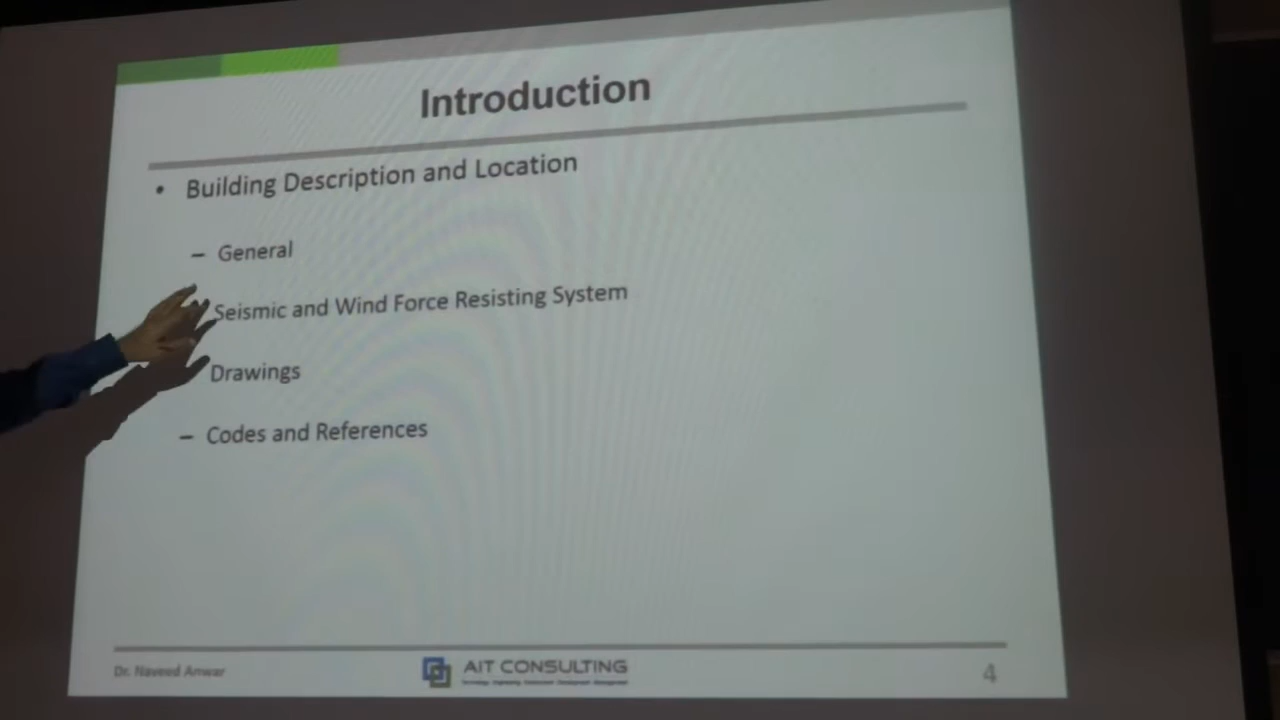 Introduction
• Building Description and Location
– General
Seismic and Wind Force Resisting System
Drawings
– Codes and References
Dr. Naveed Anwar
AIT CONSULTING
4